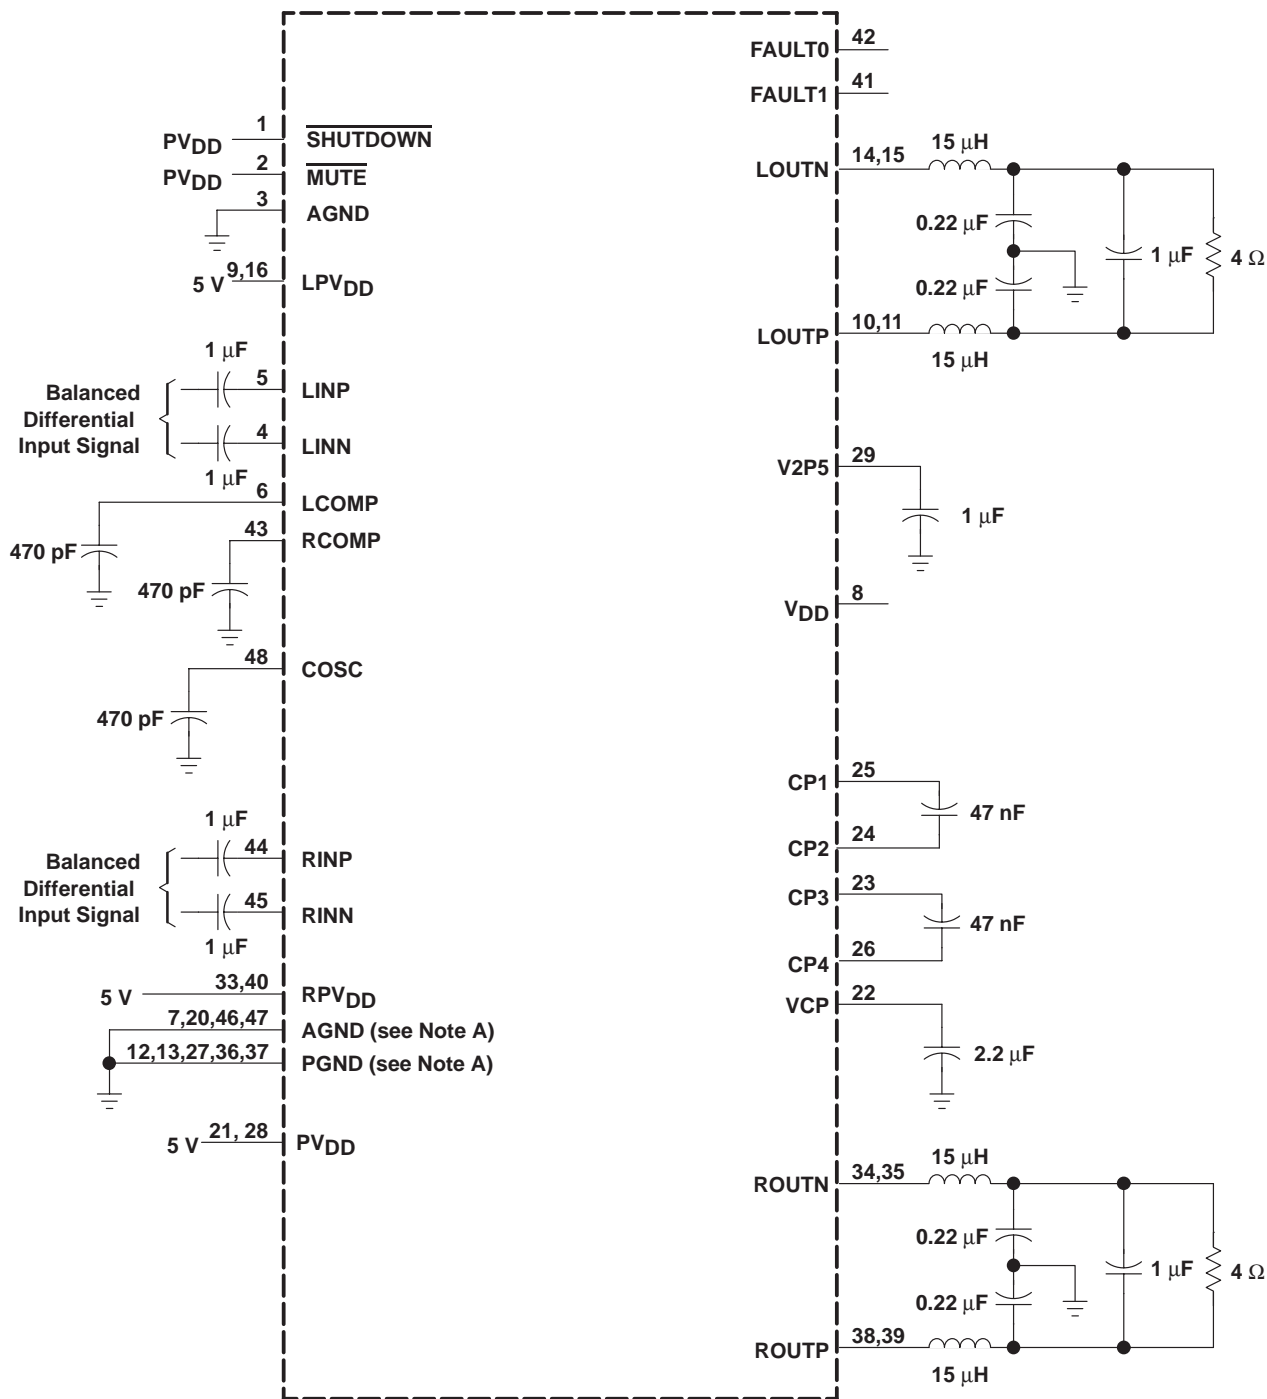 FAULT0 42
FAULT1 41
PVDD 1 SHUTDOWN
PVDD 2 MUTE
3 AGND
5 V 9,16 LPVDD
LOUTN 14,15 15 μH
0.22 μF
0.22 μF
1 μF
4 Ω
LOUTP 10,11
15 μH
1 μF
Balanced
Differential
Input Signal
5 LINP
4 LINN
1 μF
6 LCOMP
470 pF
43 RCOMP
470 pF
V2P5 29
1 μF
VDD 8
48 COSC
470 pF
CP1 25
47 nF
CP2 24
1 μF
Balanced
Differential
Input Signal
44 RINP
45 RINN
1 μF
CP3 23
47 nF
CP4 26
5 V 33,40 RPVDD
7,20,46,47 AGND (see Note A)
12,13,27,36,37 PGND (see Note A)
VCP 22
2.2 μF
5 V 21, 28 PVDD
ROUTN 34,35 15 μH
0.22 μF
0.22 μF
1 μF
4 Ω
ROUTP 38,39
15 μH